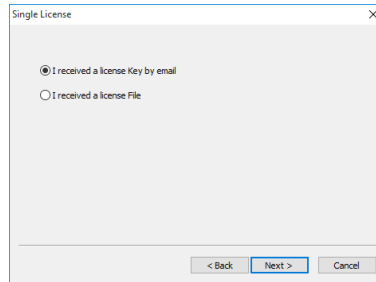 Single License
I received a license Key by email
I received a license File
< Back
Next >
Cancel